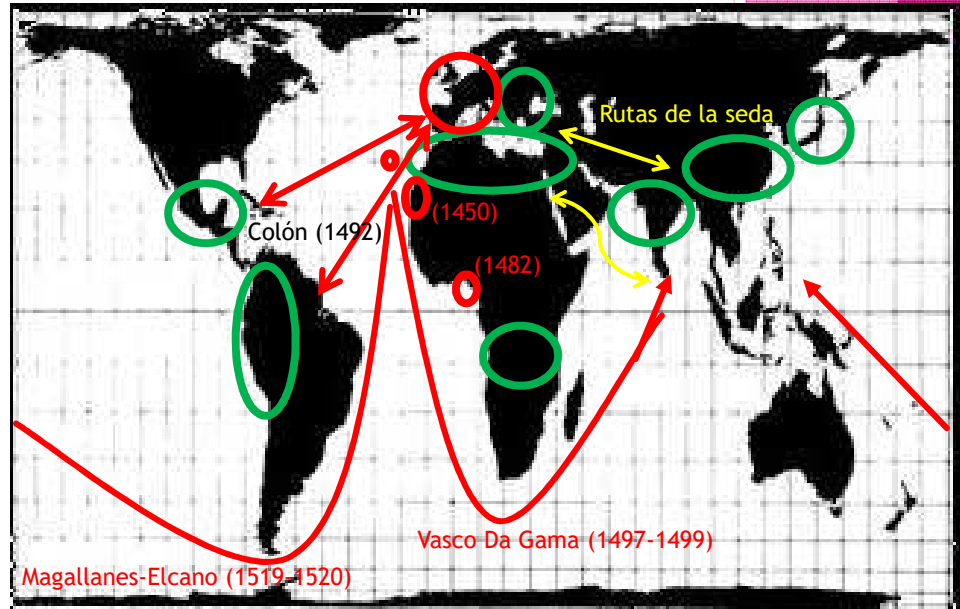 Rutas de la seda
(1450)
Colón (1492)
(1482)
Vasco Da Gama (1497-1499)
Magallanes-Elcano (1519-1520)